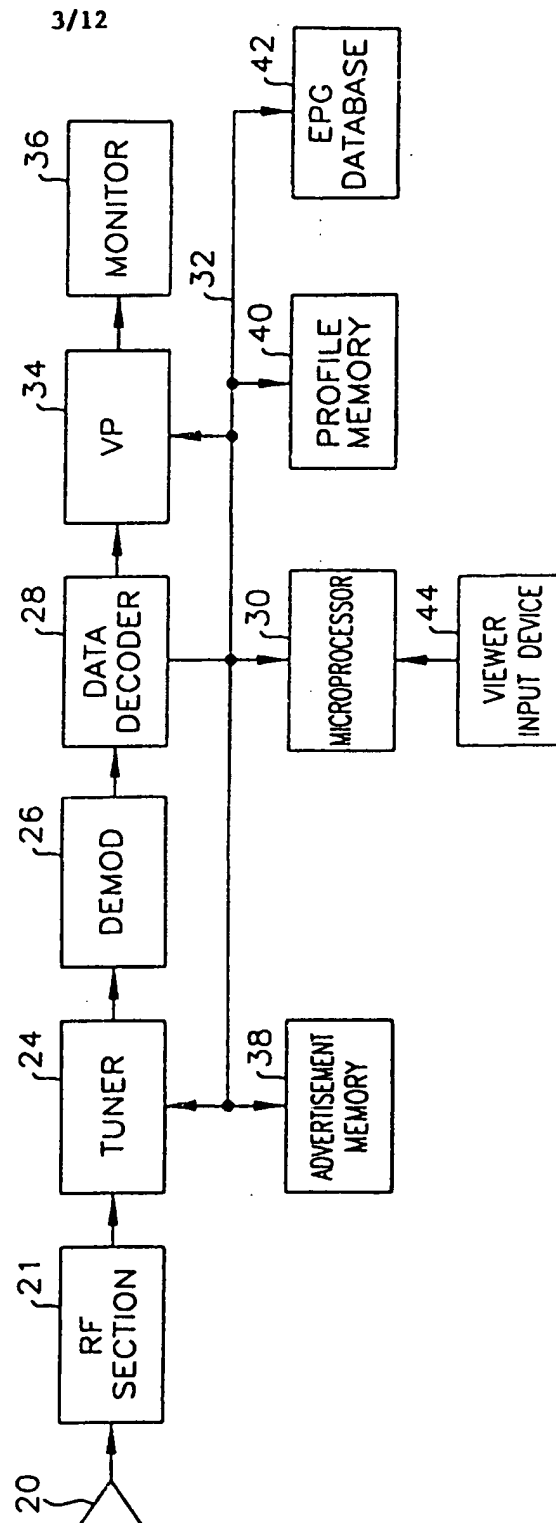 3/12
20
21
RF
SECTION
24
TUNER
26
DEMOD
28
DATA
DECODER
34
VP
36
MONITOR
32
38
ADVERTISEMENT
MEMORY
30
MICROPROCESSOR
40
PROFILE
MEMORY
42
EPG
DATABASE
44
VIEWER
INPUT DEVICE